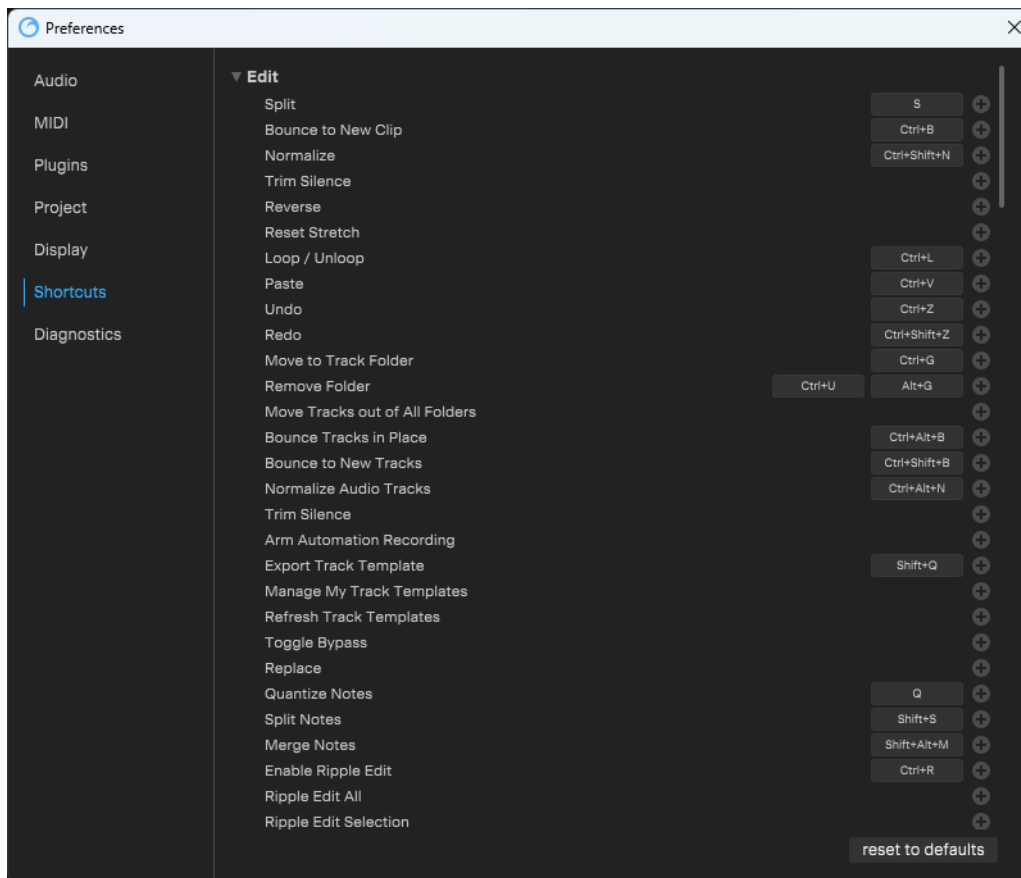 Preferences
Audio
MIDI
Plugins
Project
Display
Shortcuts
Diagnostics
Edit
Split S
Bounce to New Clip Ctrl+B
Normalize Ctrl+Shift+N
Trim Silence
Reverse
Reset Stretch
Loop / Unloop Ctrl+L
Paste Ctrl+V
Undo Ctrl+Z
Redo Ctrl+Shift+Z
Move to Track Folder Ctrl+G
Remove Folder Ctrl+U Alt+G
Move Tracks out of All Folders
Bounce Tracks in Place Ctrl+Alt+B
Bounce to New Tracks Ctrl+Shift+B
Normalize Audio Tracks Ctrl+Alt+N
Trim Silence
Arm Automation Recording
Export Track Template Shift+Q
Manage My Track Templates
Refresh Track Templates
Toggle Bypass
Replace
Quantize Notes Q
Split Notes Shift+S
Merge Notes Shift+Alt+M
Enable Ripple Edit Ctrl+R
Ripple Edit All
Ripple Edit Selection
reset to defaults